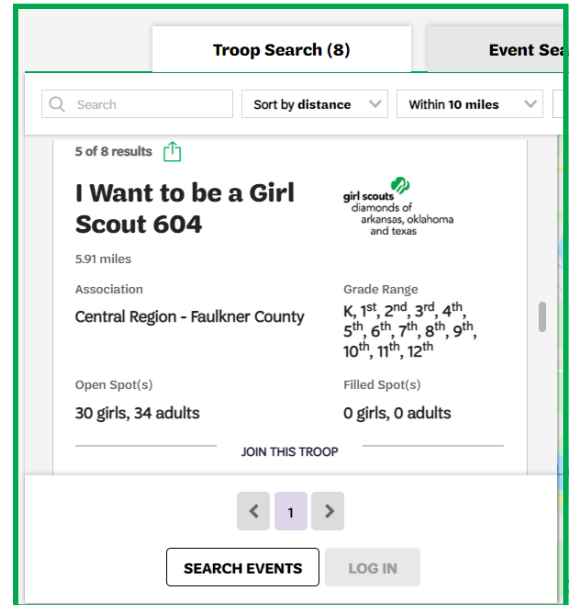 Troop Search (8)
Event Sea
Search
Sort by distance
Within 10 miles
5 of 8 results
I Want to be a Girl
Scout 604
girl scouts
diamonds of
arkansas, oklahoma
and texas
5.91 miles
Association
Central Region - Faulkner County
Grade Range
K, 1st, 2nd, 3rd, 4th,
5th, 6th, 7th, 8th, 9th,
10th, 11th, 12th
Open Spot(s)
30 girls, 34 adults
Filled Spot(s)
0 girls, 0 adults
JOIN THIS TROOP
< 1 >
SEARCH EVENTS
LOG IN